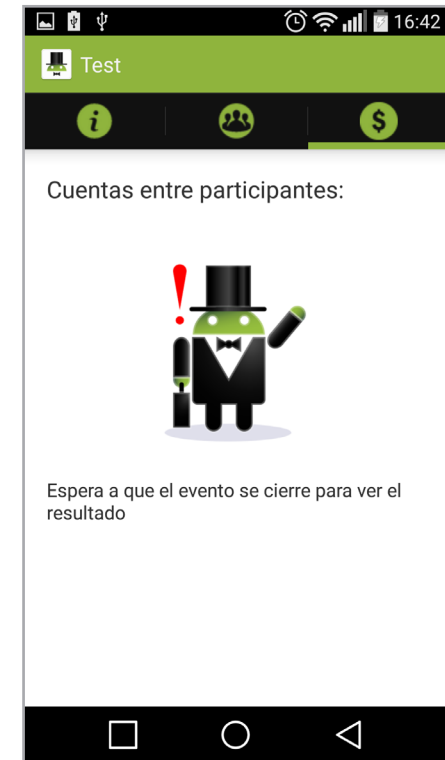 16:42
Test
i
$
Cuentas entre participantes:
!
Espera a que el evento se cierre para ver el
resultado